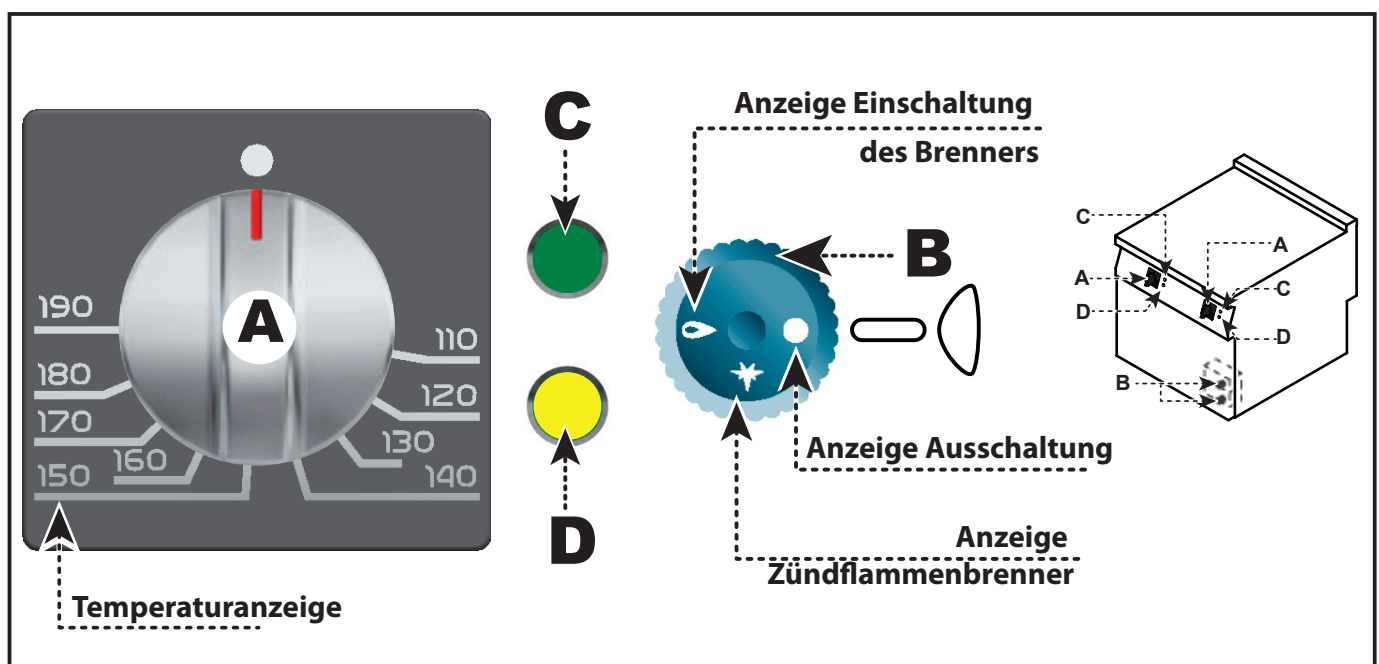 C
Anzeige Einschaltung
des Brenners
B
A
190
180
170
160
150
110
120
130
140
D
Temperaturanzeige
Anzeige Ausschaltung
Anzeige
Zündflammenbrenner
C
A
D
A
C
D
B